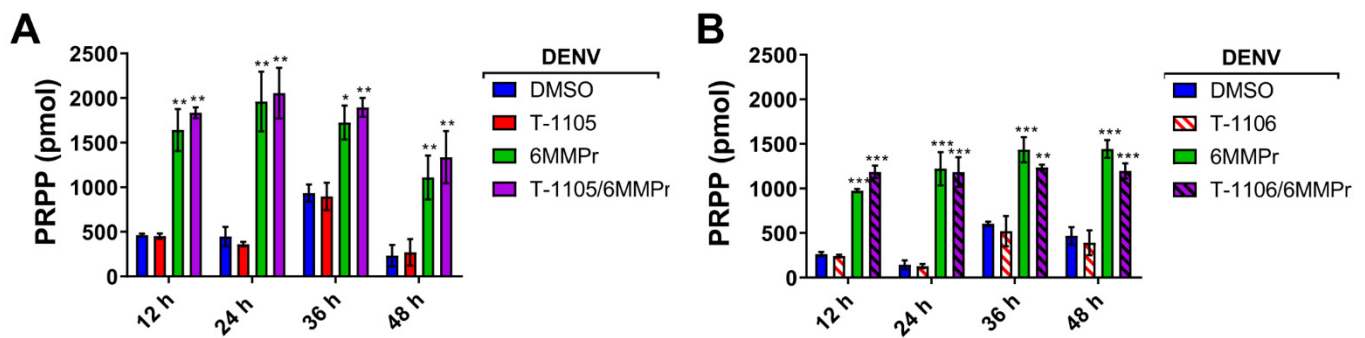 A
PRPP (pmol)
2500
2000
1500
1000
500
0
** **
** **
* **
** **
12 h
24 h
36 h
48 h
DENV
DMSO
T-1105
6MMPr
T-1105/6MMPr
B
PRPP (pmol)
2500
2000
1500
1000
500
0
*** ***
*** ***
*** **
*** ***
12 h
24 h
36 h
48 h
DENV
DMSO
T-1106
6MMPr
T-1106/6MMPr